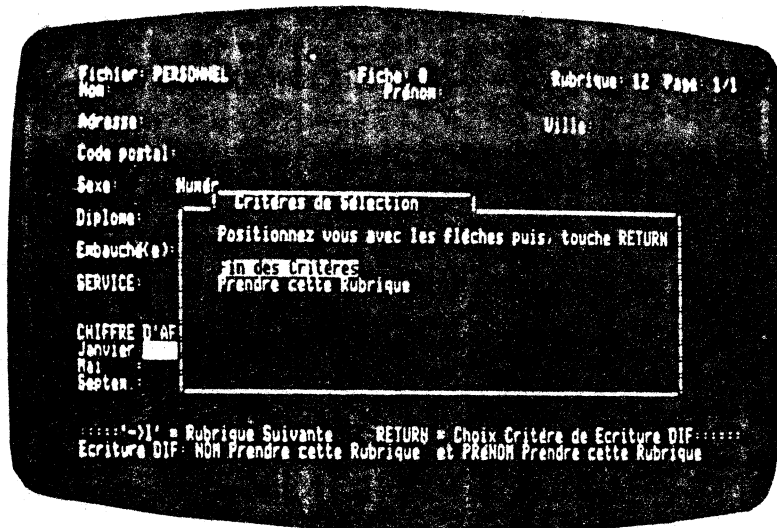 Fichier: PERSONNEL Fiche: 0 Rubrique: 12 Page: 1/1
Nom Prénom:
Adresse: Ville:
Code postal:
Sexe: Numér
Critères de Sélection
Diplome:
Positionnez vous avec les flèches puis, touche RETURN
Embauché(e):
Fin des Critères
SERVICE: Prendre cette Rubrique
CHIFFRE D'AF
Janvier
Mai :
Septem.:
:::::'->|' = Rubrique Suivante RETURN = Choix Critère de Ecriture DIF::::::
Ecriture DIF: NOM Prendre cette Rubrique et PRéNOM Prendre cette Rubrique